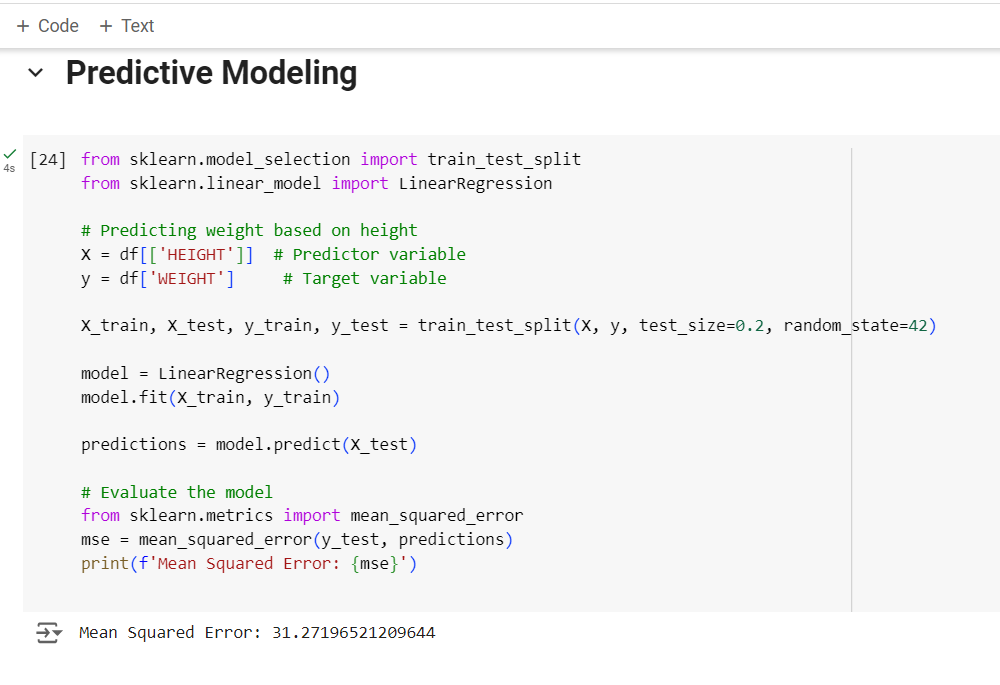 + Code + Text
Predictive Modeling
[24] from sklearn.model_selection import train_test_split
4s
from sklearn.linear_model import LinearRegression
# Predicting weight based on height
X = df[['HEIGHT']]  # Predictor variable
y = df['WEIGHT']     # Target variable
X_train, X_test, y_train, y_test = train_test_split(X, y, test_size=0.2, random_state=42)
model = LinearRegression()
model.fit(X_train, y_train)
predictions = model.predict(X_test)
# Evaluate the model
from sklearn.metrics import mean_squared_error
mse = mean_squared_error(y_test, predictions)
print(f'Mean Squared Error: {mse}')
Mean Squared Error: 31.27196521209644